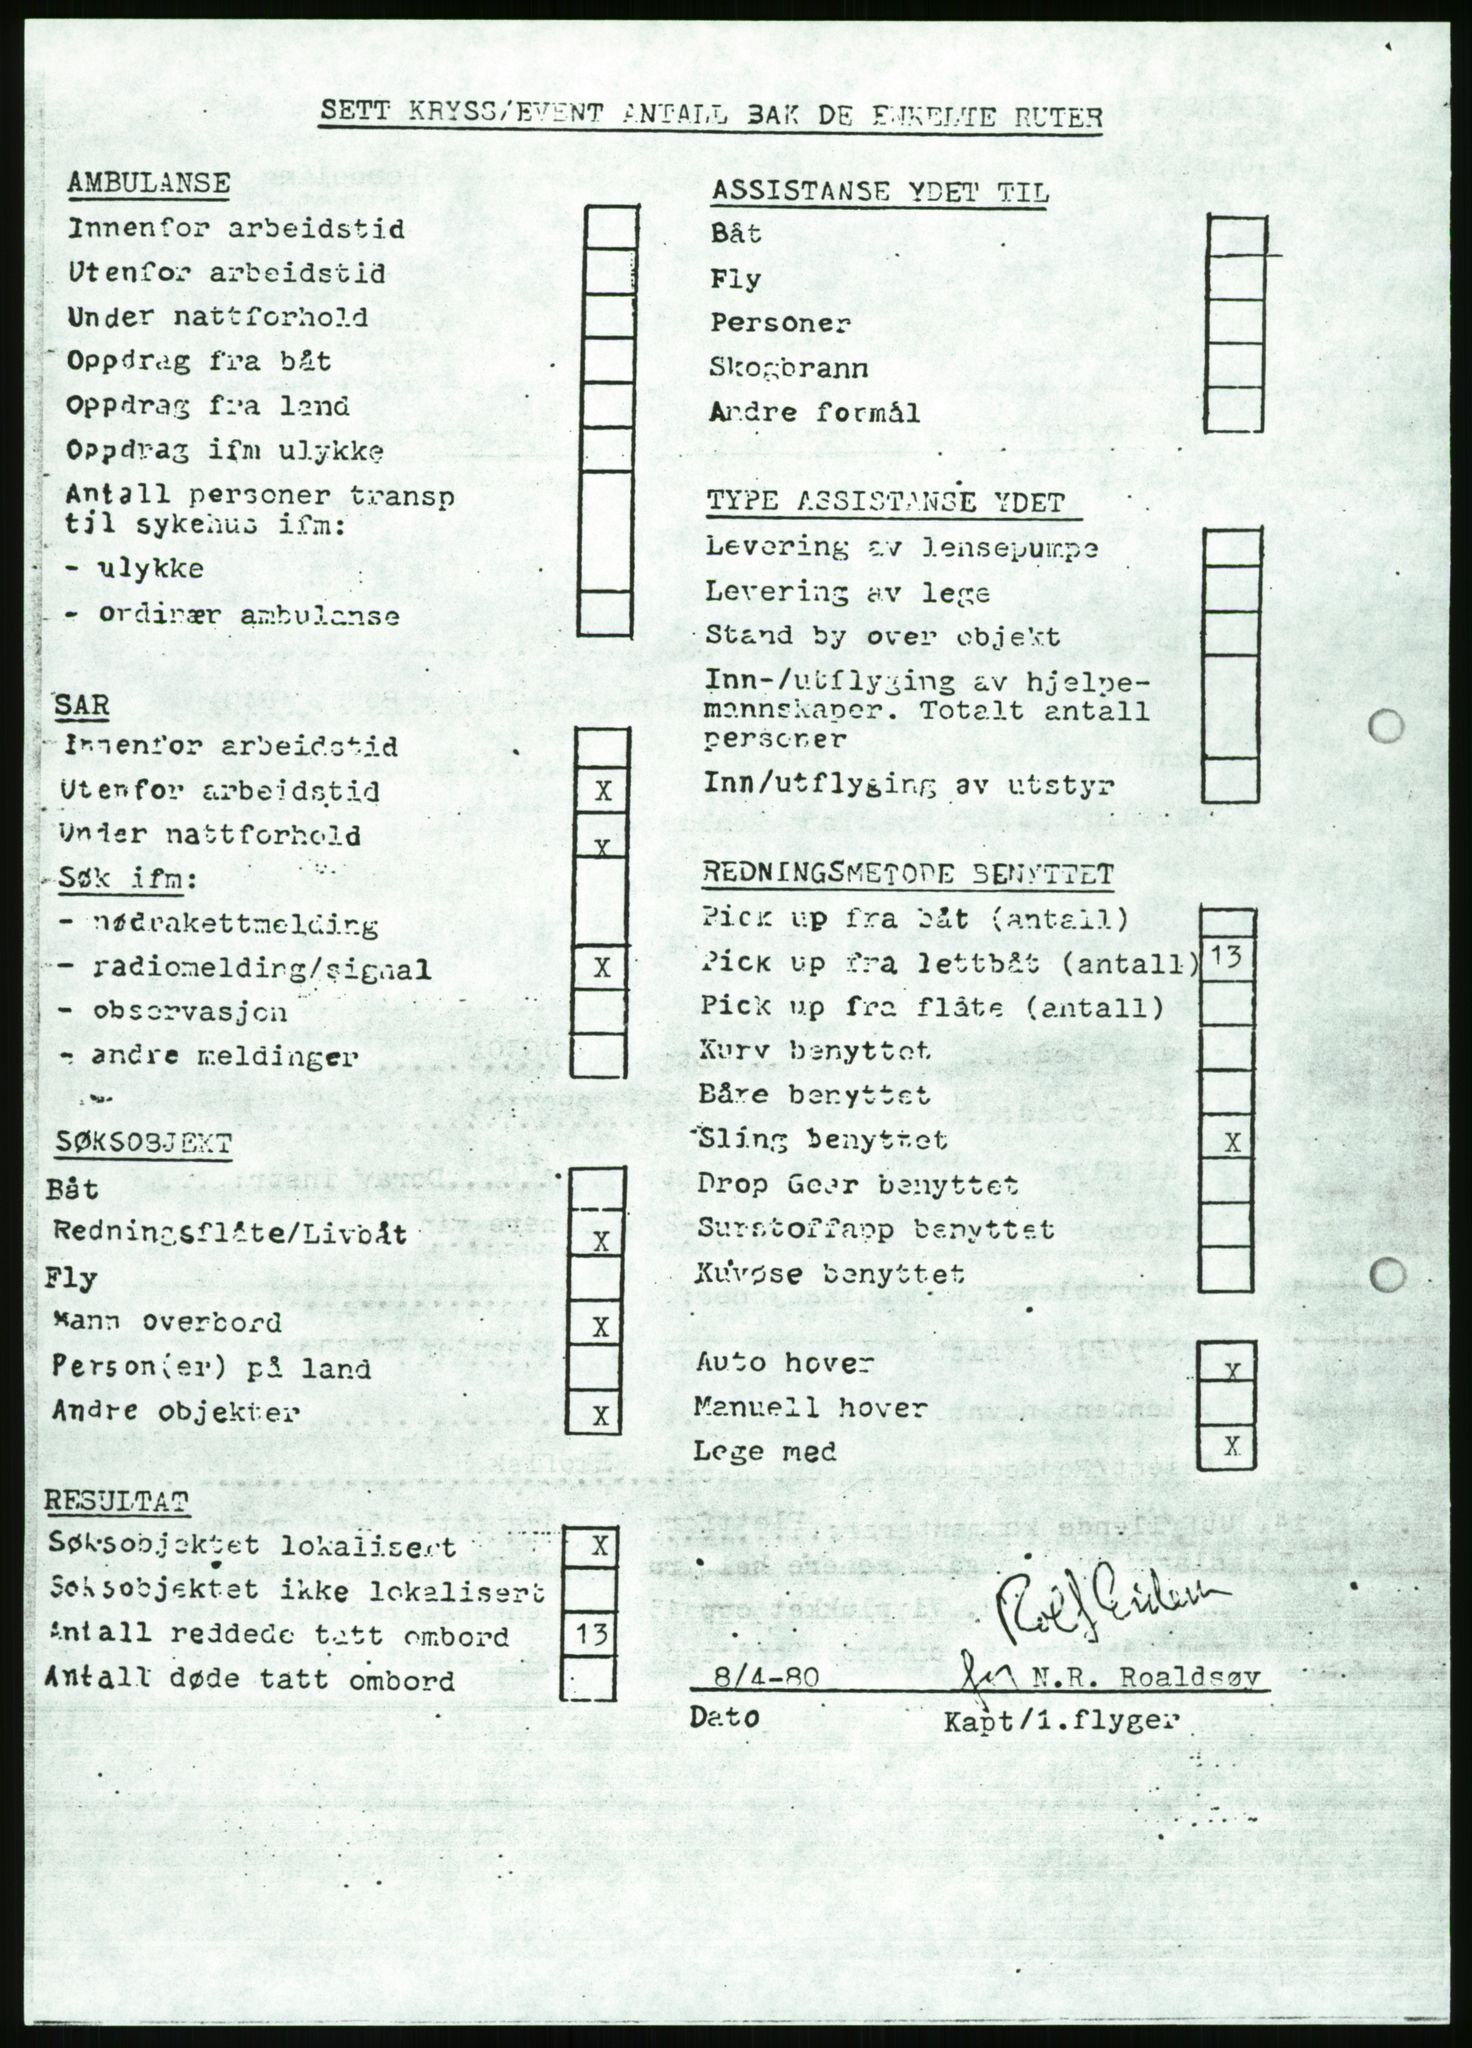 SETT KRYSS/EVENT ANTALL BAK DE ENKELTE RUTER
AMBULANSE
Innenfor arbeidstid
Utenfor arbeidstid
Under nattforhold
Oppdrag fra båt
Oppdrag fra land
Oppdrag ifm ulykke
Antall personer transp
til sykehus ifm:
- ulykke
- ordinær ambulanse
SAR
Innenfor arbeidstid
Utenfor arbeidstid X
Under nattforhold X
Søk ifm:
- nødrakettmelding
- radiomelding/signal X
- observasjon
- andre meldinger
SØKSOBJEKT
Båt
Redningsflåte/Livbåt X
Fly
Mann overbord X
Person(er) på land
Andre objekter X
RESULTAT
Søksobjektet lokalisert X
Søksobjektet ikke lokalisert
Antall reddede tatt ombord 13
Antall døde tatt ombord
ASSISTANSE YDET TIL
Båt
Fly
Personer
Skogbrann
Andre formål
TYPE ASSISTANSE YDET
Levering av lensepumpe
Levering av lege
Stand by over objekt
Inn-/utflyging av hjelpe-
mannskaper. Totalt antall
personer
Inn/utflyging av utstyr
REDNINGSMETODE BENYTTET
Pick up fra båt (antall)
Pick up fra lettbåt (antall) 13
Pick up fra flåte (antall)
Kurv benyttet
Båre benyttet
Sling benyttet X
Drop Geer benyttet
Surstoffapp benyttet
Kuvøse benyttet
Auto hover X
Manuell hover
Lege med X
8/4-80 for N.R. Roaldsøy
Dato Kapt/1.flyger